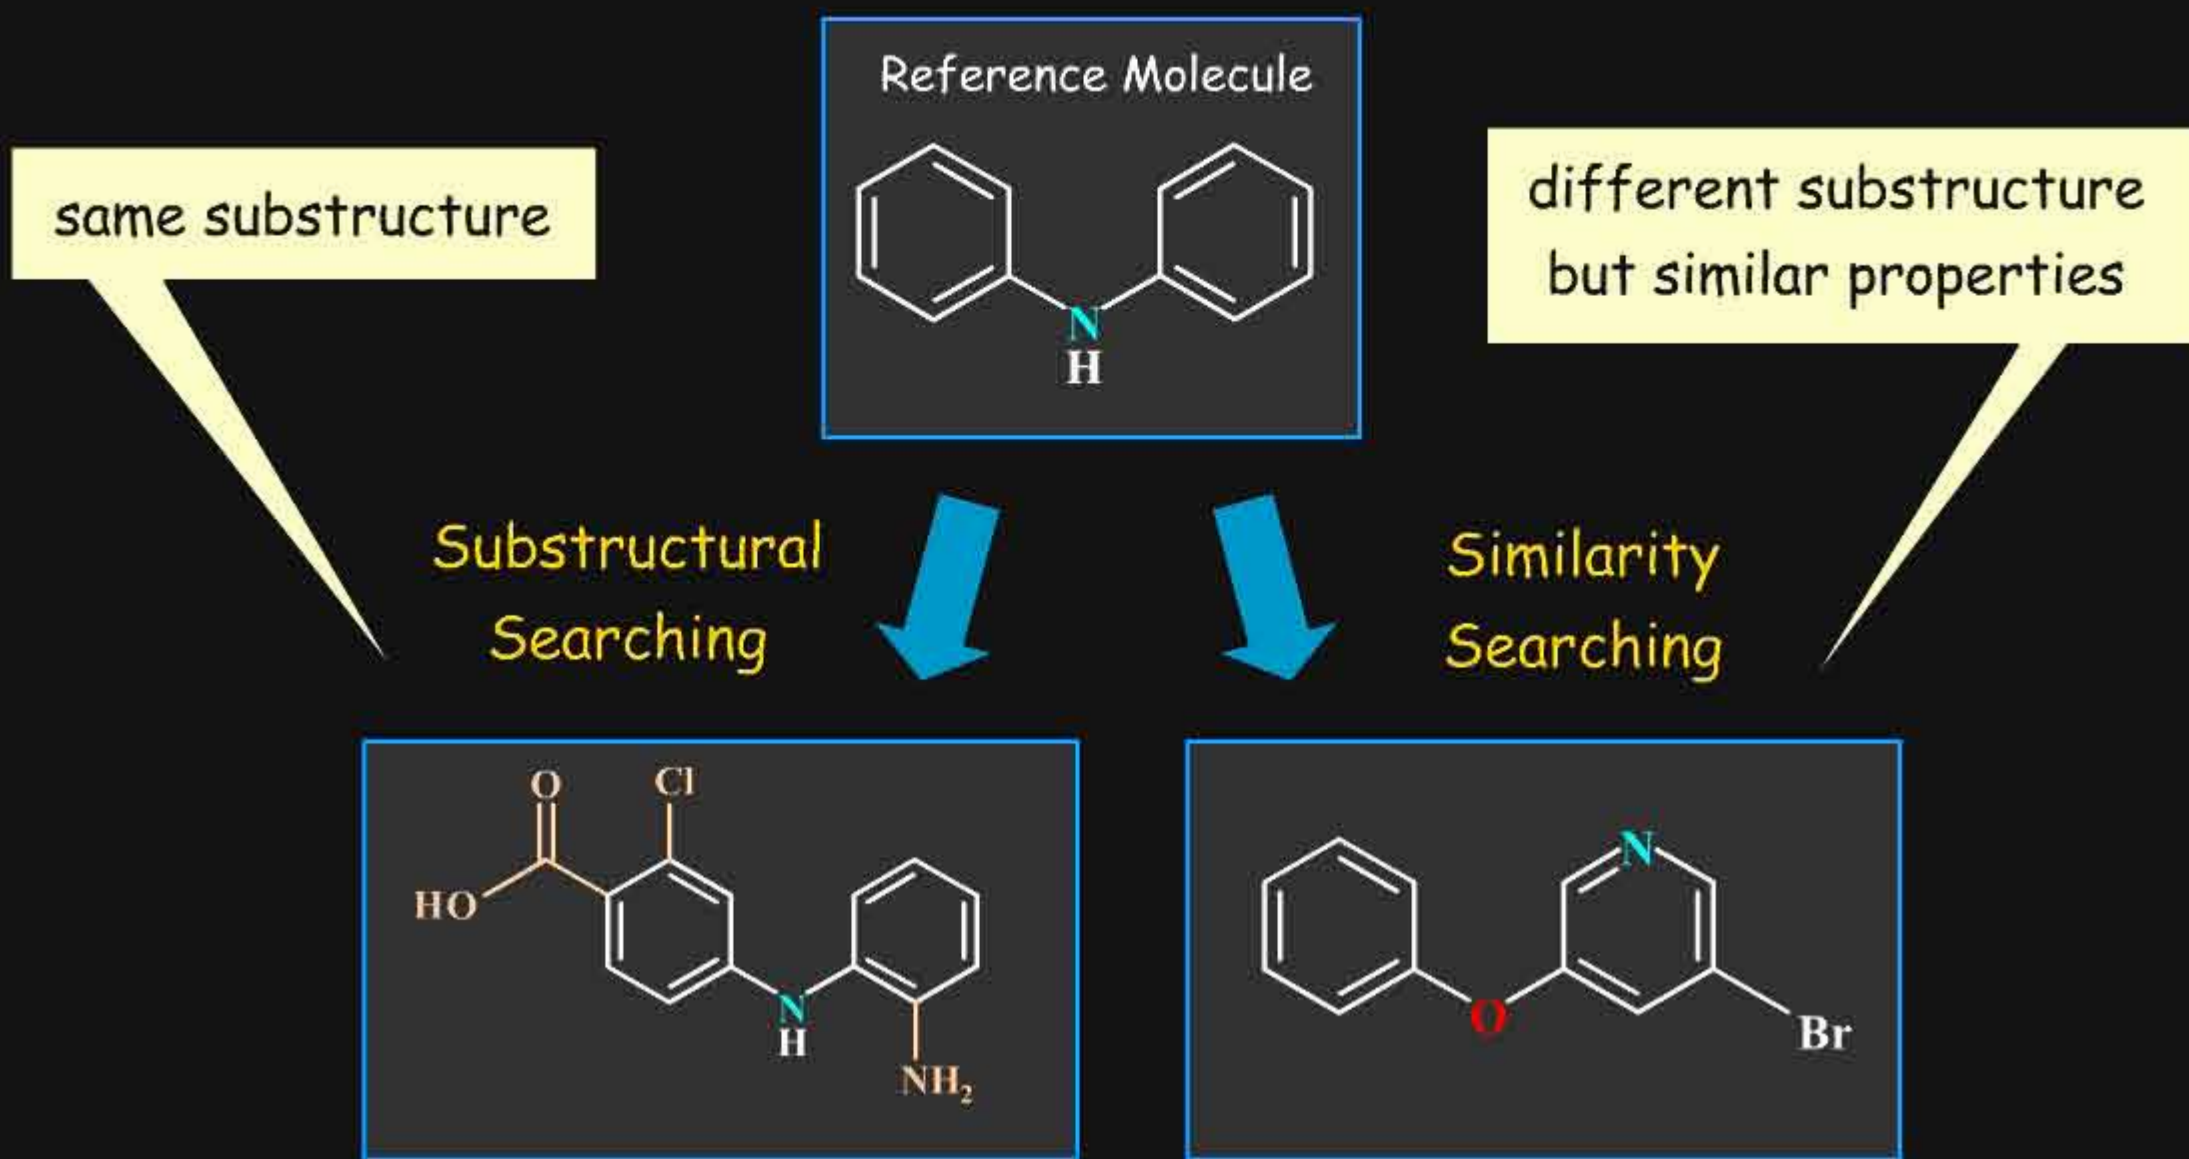 Reference Molecule
N
H
same substructure
different substructure
but similar properties
Substructural
Searching
Similarity
Searching
O
Cl
HO
N
H
NH₂
N
O
Br